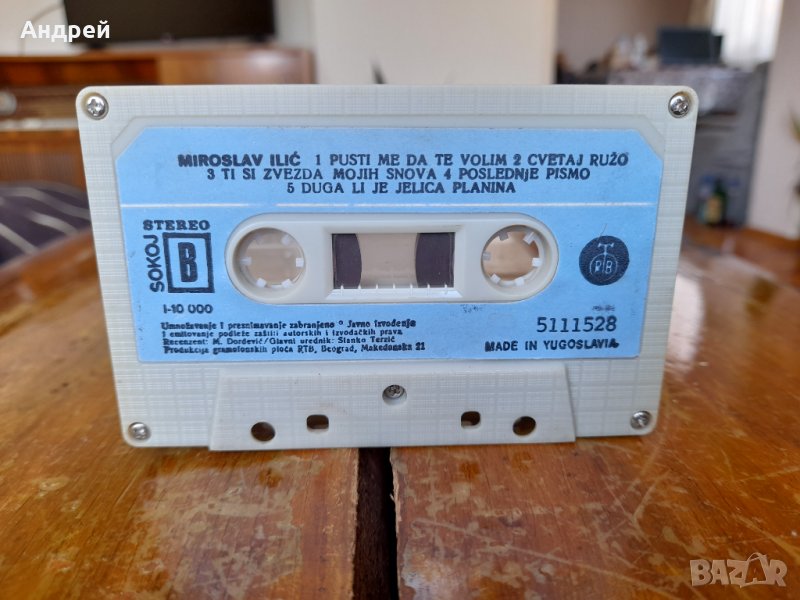 Андрей
MIROSLAV ILIĆ 1 PUSTI ME DA TE VOLIM 2 CVETAJ RUŽO
3 TI SI ZVEZDA MOJIH SNOVA 4 POSLEDNJE PISMO
5 DUGA LI JE JELICA PLANINA
STEREO
SOKOJ
B
RTB
I-10 000
Umnožavanje i presnimavanje zabranjeno * Javno izvođenje
i emitovanje podleže zaštiti autorskih i izvođačkih prava
Recenzent: M. Đorđević/Glavni urednik: Stanko Terzić
Produkcija gramofonskih ploča RTB, Beograd, Makedonska 21
5111528
MADE IN YUGOSLAVIA
BAZAR